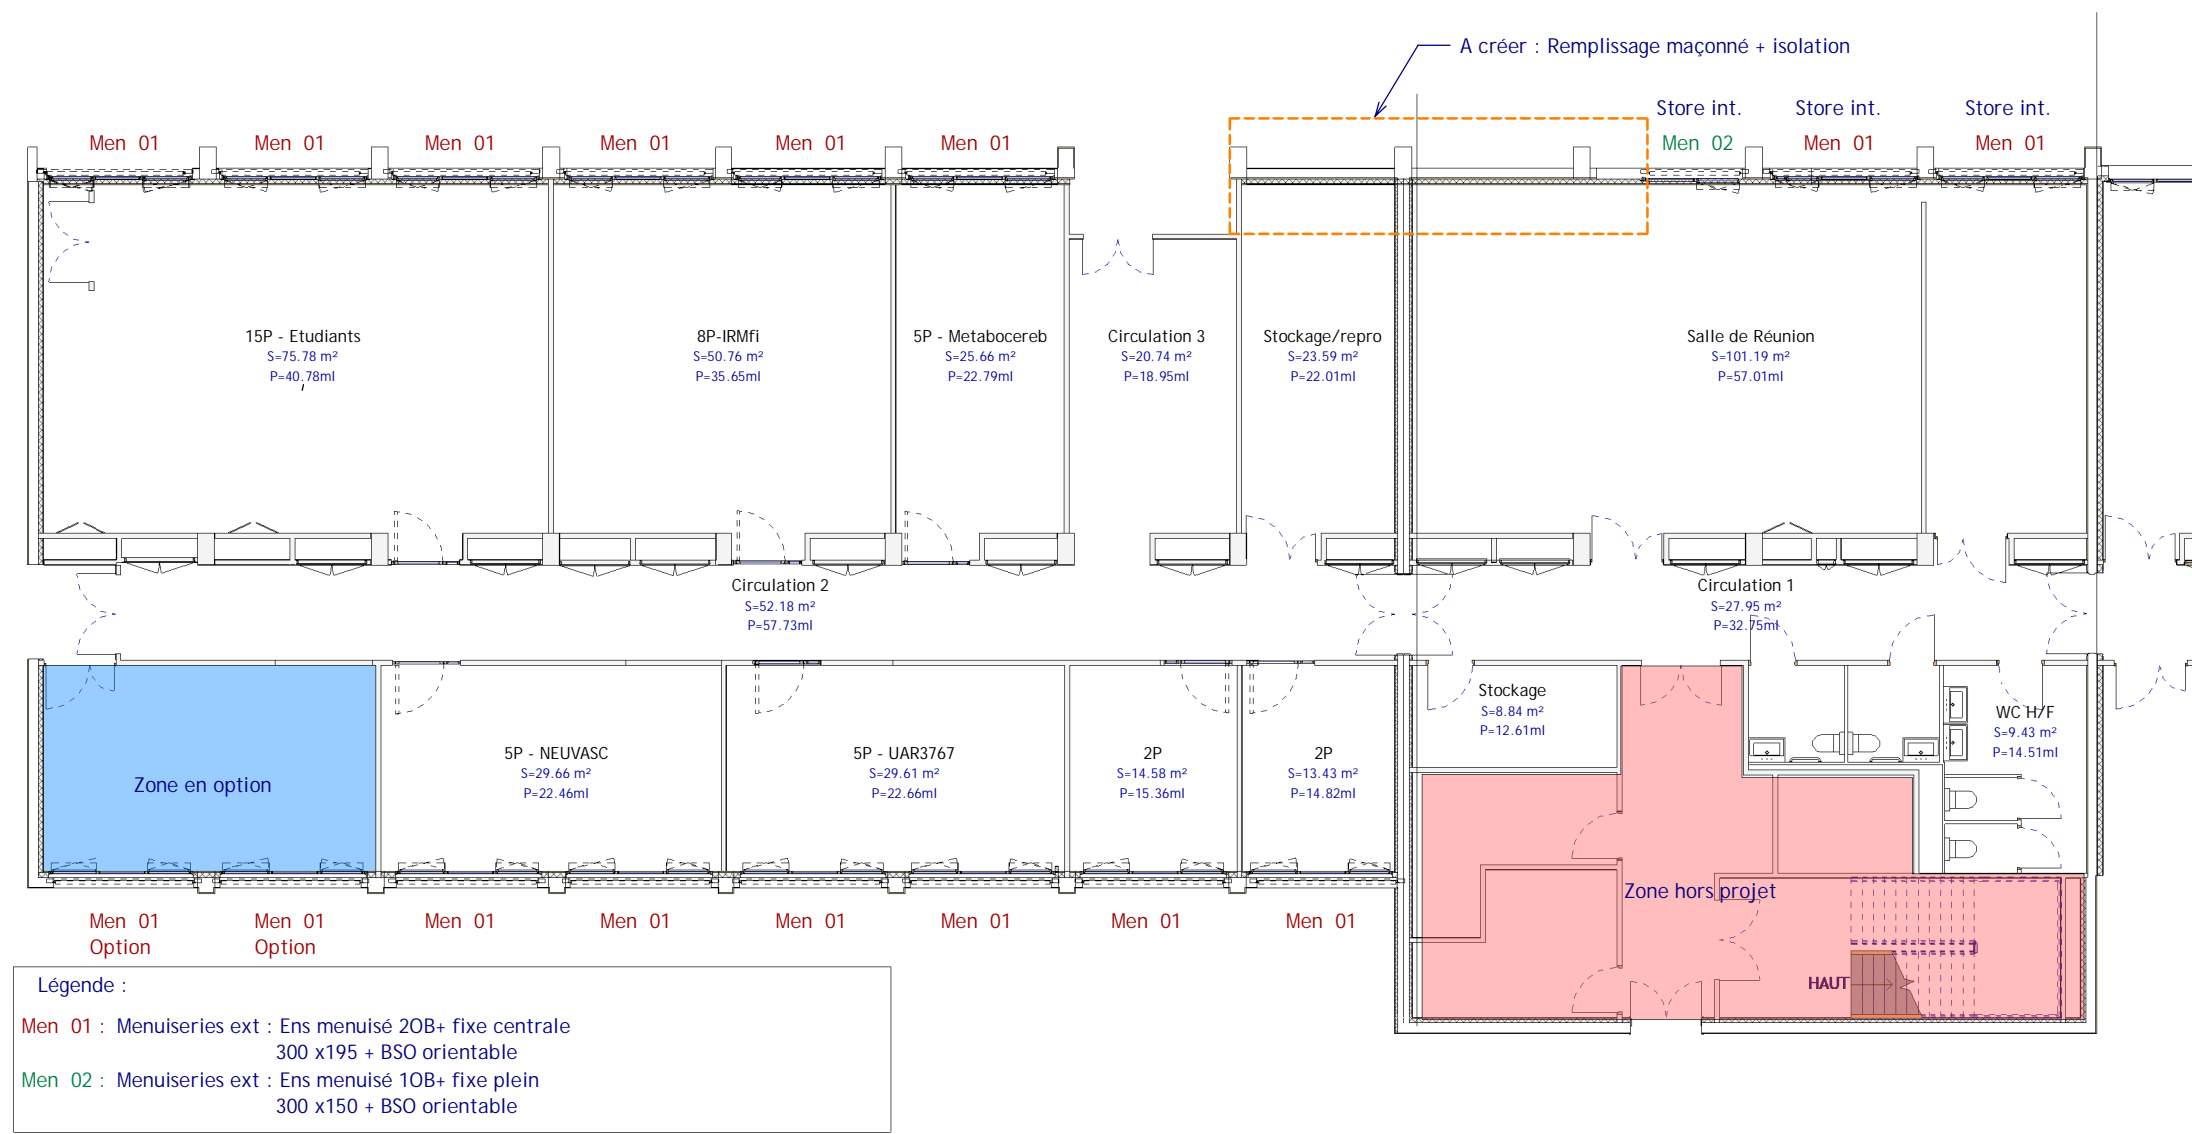 A créer : Remplissage maçonné + isolation
Store int.
Store int.
Store int.
Men 01
Men 01
Men 01
Men 01
Men 01
Men 01
Men 02
Men 01
Men 01
15P - Etudiants
S=75.78 m²
P=40.78ml
8P-IRMfi
S=50.76 m²
P=35.65ml
5P - Metabocereb
S=25.66 m²
P=22.79ml
Circulation 3
S=20.74 m²
P=18.95ml
Stockage/repro
S=23.59 m²
P=22.01ml
Salle de Réunion
S=101.19 m²
P=57.01ml
Circulation 2
S=52.18 m²
P=57.73ml
Circulation 1
S=27.95 m²
P=32.75ml
Zone en option
5P - NEUVASC
S=29.66 m²
P=22.46ml
5P - UAR3767
S=29.61 m²
P=22.66ml
2P
S=14.58 m²
P=15.36ml
2P
S=13.43 m²
P=14.82ml
Stockage
S=8.84 m²
P=12.61ml
WC H/F
S=9.43 m²
P=14.51ml
Zone hors projet
HAUT
Men 01
Option
Men 01
Option
Men 01
Men 01
Men 01
Men 01
Men 01
Men 01
Légende :
Men 01 : Menuiseries ext : Ens menuisé 2OB+ fixe centrale
300 x195 + BSO orientable
Men 02 : Menuiseries ext : Ens menuisé 1OB+ fixe plein
300 x150 + BSO orientable